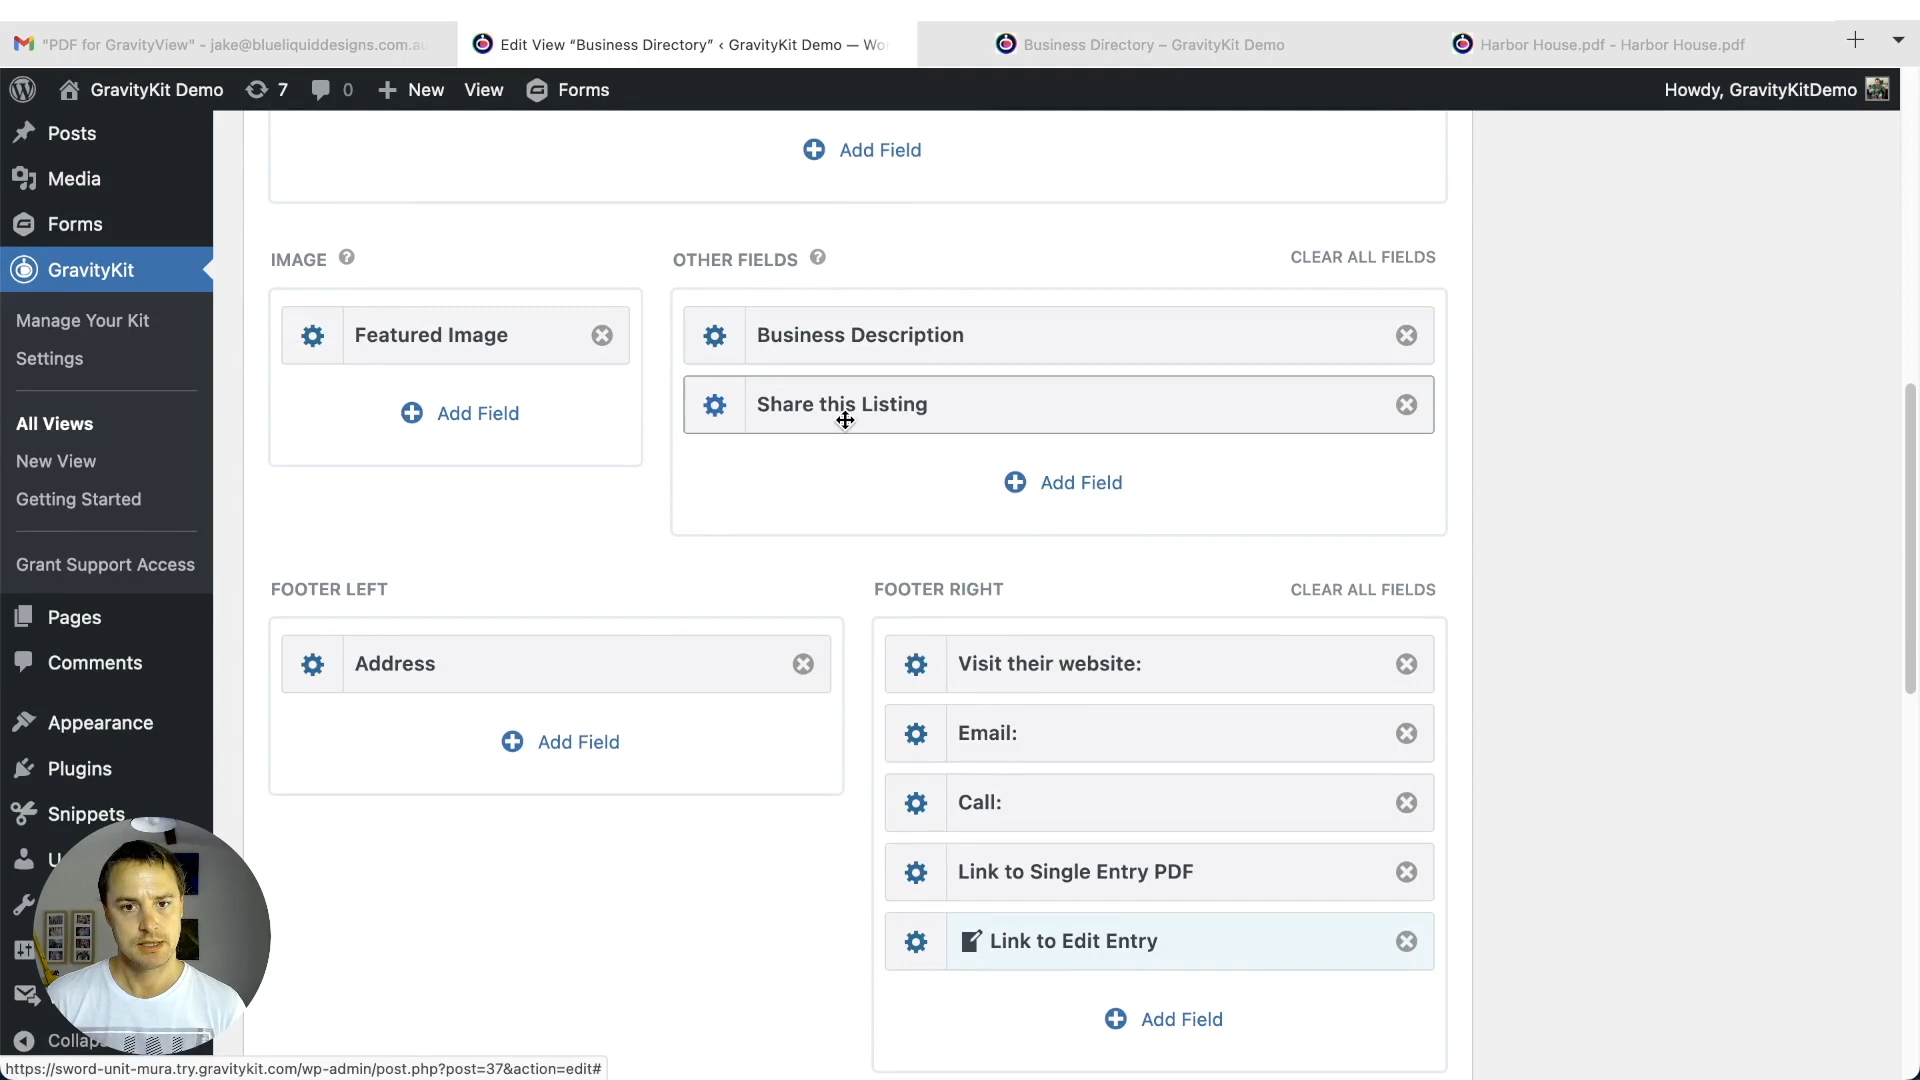 "PDF for GravityView" - jake@blueliquiddesigns.com.au
Edit View “Business Directory” ‹ GravityKit Demo — Wor
Business Directory – GravityKit Demo
Harbor House.pdf - Harbor House.pdf
GravityKit Demo
7
0
New
View
Forms
Howdy, GravityKitDemo
Posts
Media
Forms
GravityKit
Manage Your Kit
Settings
All Views
New View
Getting Started
Grant Support Access
Pages
Comments
Appearance
Plugins
Snippets
U
Collaps
Add Field
IMAGE
OTHER FIELDS
CLEAR ALL FIELDS
Featured Image
Business Description
Share this Listing
Add Field
Add Field
FOOTER LEFT
FOOTER RIGHT
CLEAR ALL FIELDS
Address
Visit their website:
Email:
Call:
Link to Single Entry PDF
Link to Edit Entry
Add Field
Add Field
https://sword-unit-mura.try.gravitykit.com/wp-admin/post.php?post=37&action=edit#